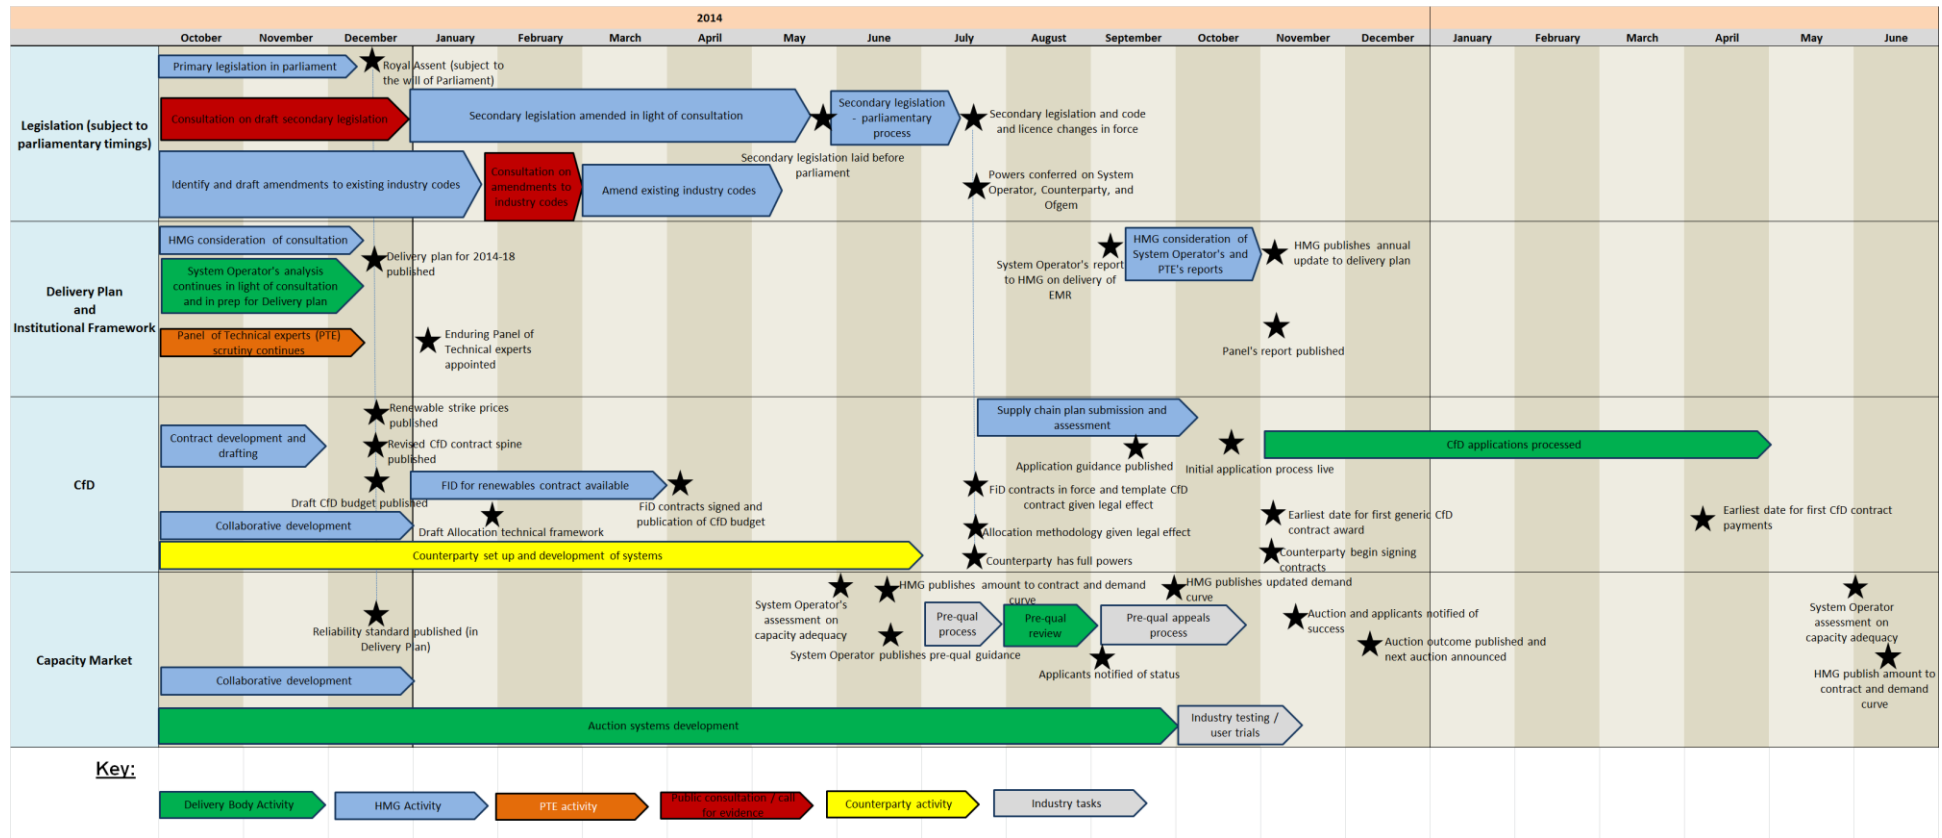 2014
October November December January February March April May June July August September October November December January February March April May June
Legislation (subject to
parliamentary timings)
Primary legislation in parliament
Royal Assent (subject to
the will of Parliament)
Consultation on draft secondary legislation
Secondary legislation amended in light of consultation
Secondary legislation laid before
parliament
Secondary legislation
- parliamentary
process
Secondary legislation and code
and licence changes in force
Identify and draft amendments to existing industry codes
Consultation on
amendments to
industry codes
Amend existing industry codes
Powers conferred on System
Operator, Counterparty, and
Ofgem
Delivery Plan
and
Institutional Framework
HMG consideration of consultation
Delivery plan for 2014-18
published
System Operator's analysis
continues in light of consultation
and in prep for Delivery plan
Panel of Technical experts (PTE)
scrutiny continues
Enduring Panel of
Technical experts
appointed
System Operator's report
to HMG on delivery of
EMR
HMG consideration of
System Operator's and
PTE's reports
HMG publishes annual
update to delivery plan
Panel's report published
CfD
Renewable strike prices
published
Contract development and
drafting
Revised CfD contract spine
published
Draft CfD budget published
FID for renewables contract available
FiD contracts signed and
publication of CfD budget
Collaborative development
Draft Allocation technical framework
Counterparty set up and development of systems
Supply chain plan submission and
assessment
Application guidance published
Initial application process live
CfD applications processed
FiD contracts in force and template CfD
contract given legal effect
Allocation methodology given legal effect
Counterparty has full powers
Earliest date for first generic CfD
contract award
Counterparty begin signing
contracts
Earliest date for first CfD contract
payments
Capacity Market
Reliability standard published (in
Delivery Plan)
Collaborative development
Auction systems development
System Operator's
assessment on
capacity adequacy
HMG publishes amount to contract and demand
curve
System Operator publishes pre-qual guidance
Pre-qual
process
Pre-qual
review
Pre-qual appeals
process
Applicants notified of status
HMG publishes updated demand
curve
Industry testing /
user trials
Auction and applicants notified of
success
Auction outcome published and
next auction announced
System Operator
assessment on
capacity adequacy
HMG publish amount to
contract and demand
curve
Key:
Delivery Body Activity
HMG Activity
PTE activity
Public consultation / call
for evidence
Counterparty activity
Industry tasks